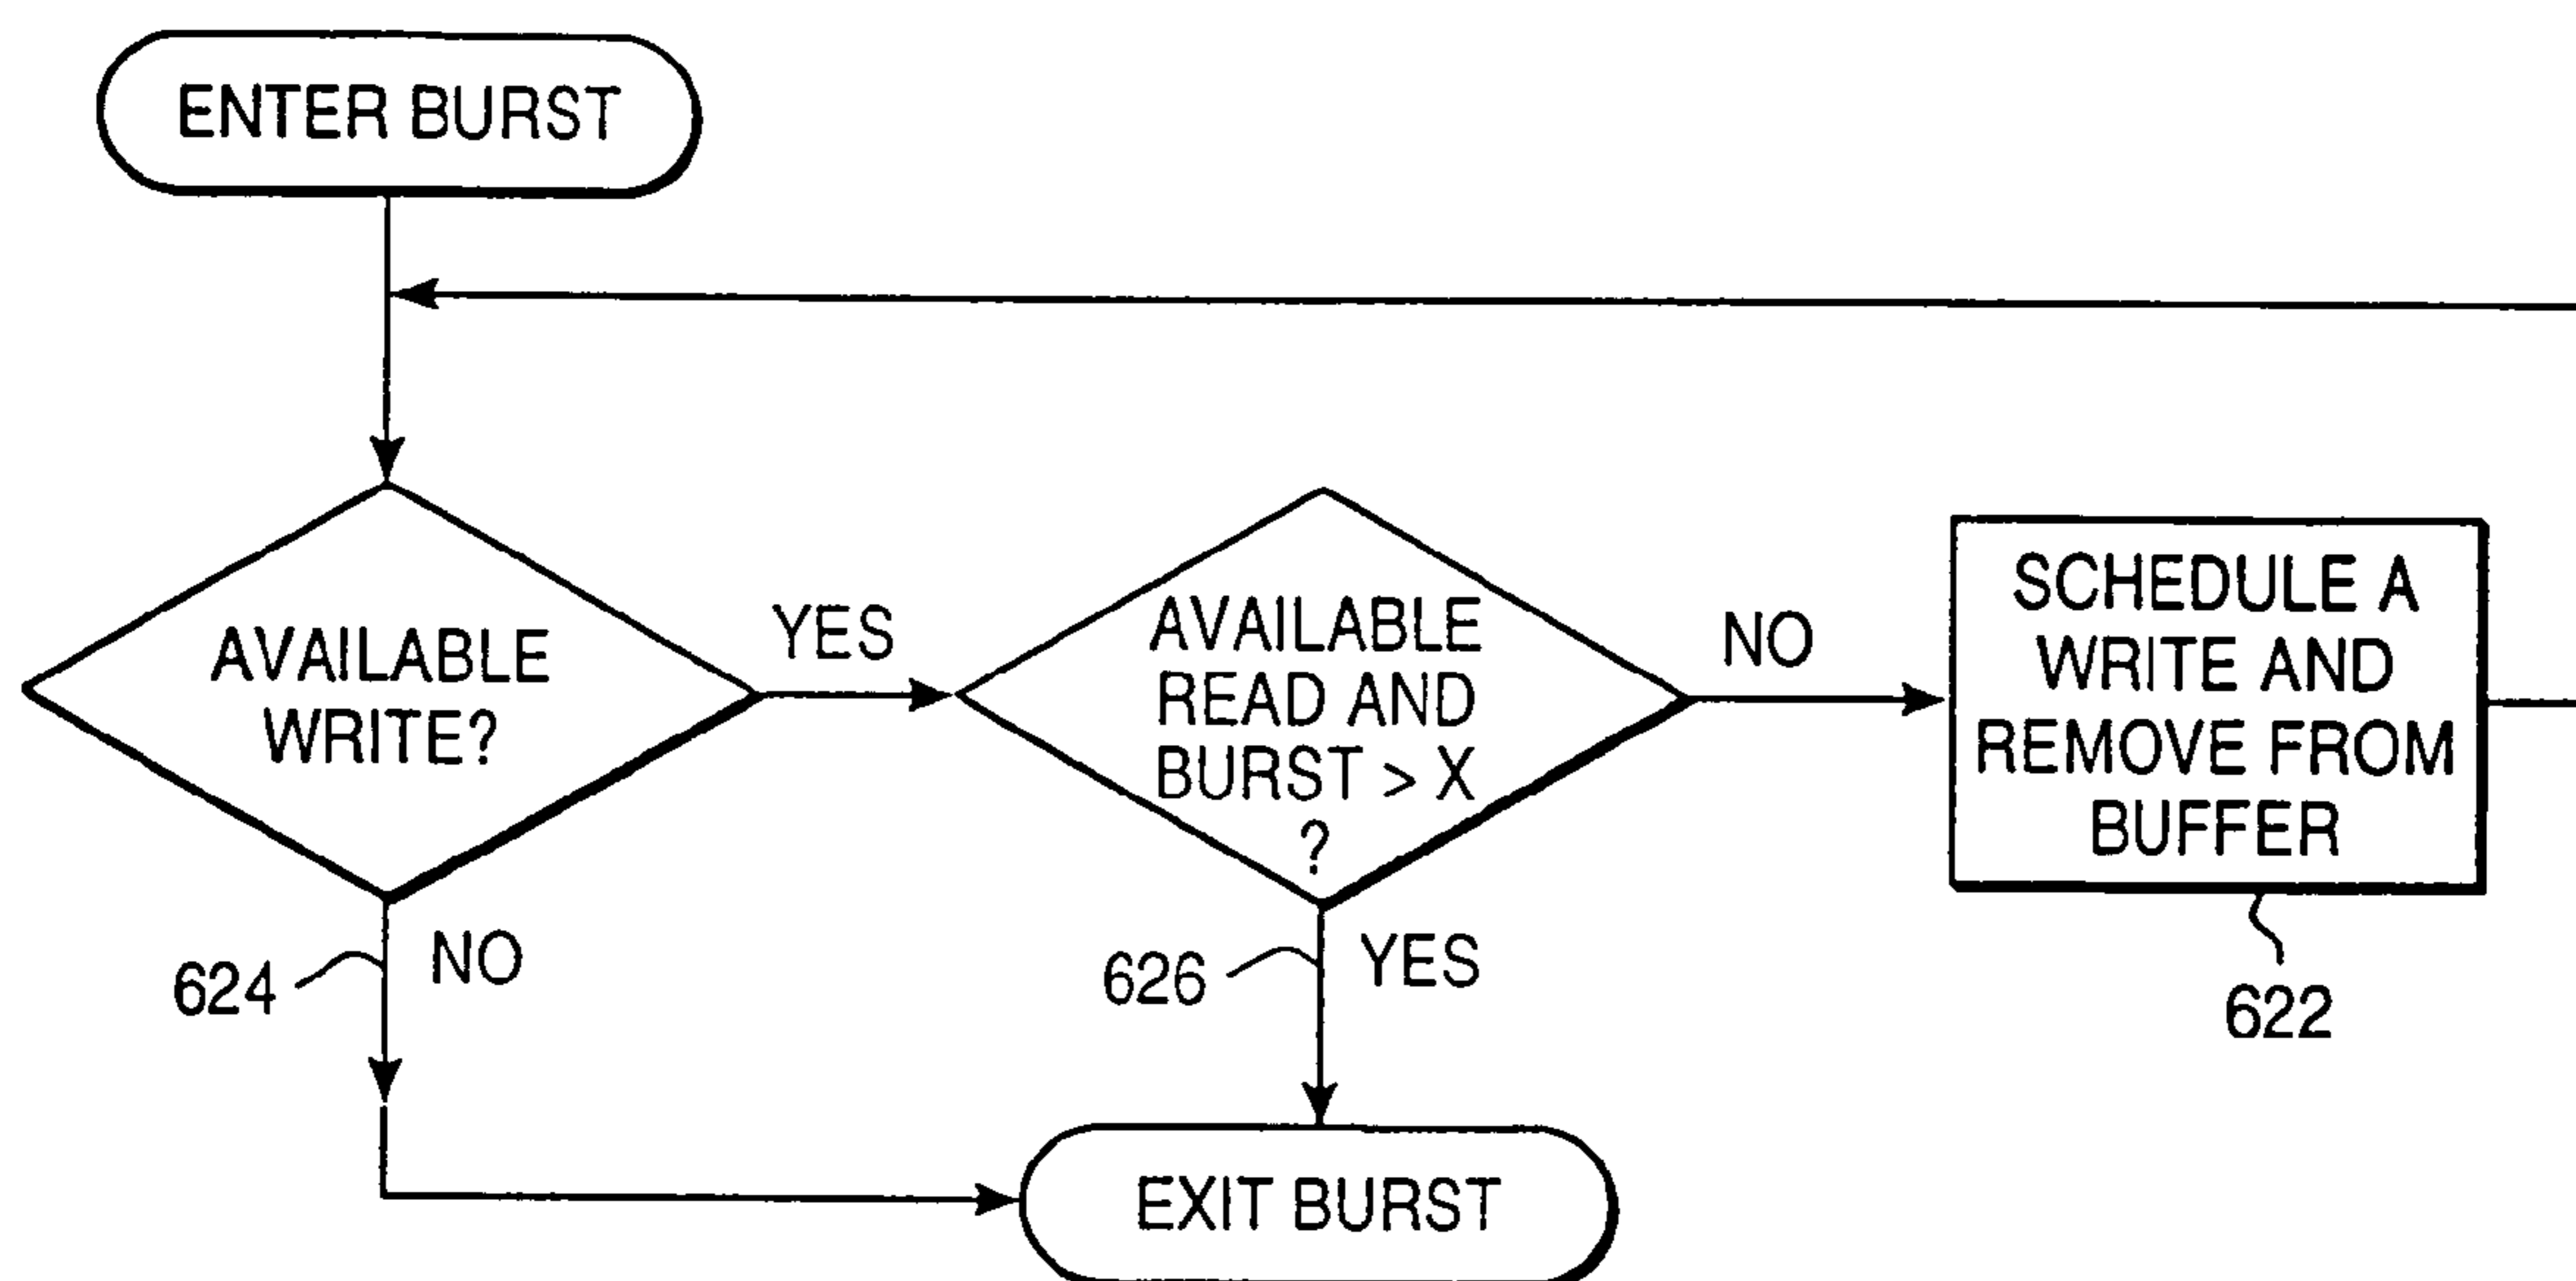 ENTER BURST
AVAILABLE
WRITE?
YES
AVAILABLE
READ AND
BURST > X
?
NO
SCHEDULE A
WRITE AND
REMOVE FROM
BUFFER
624
NO
626
YES
622
EXIT BURST